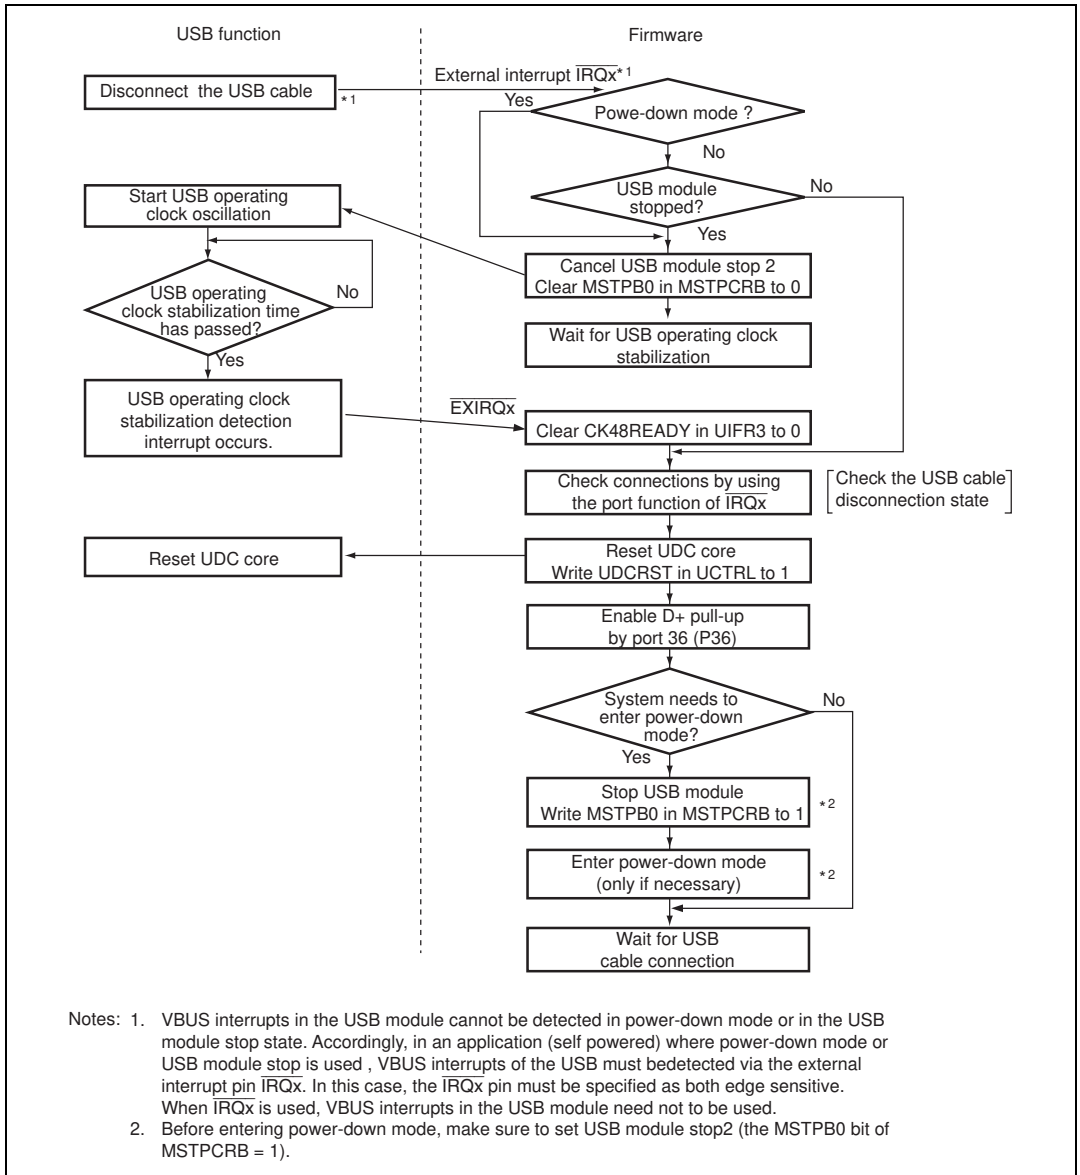 USB function
Firmware
External interrupt IRQx*1
Disconnect the USB cable
*1
Yes
Powe-down mode ?
No
USB module
stopped?
No
Yes
Start USB operating
clock oscillation
Cancel USB module stop 2
Clear MSTPB0 in MSTPCRB to 0
USB operating
clock stabilization time
has passed?
No
Yes
Wait for USB operating clock
stabilization
USB operating clock
stabilization detection
interrupt occurs.
EXIRQx
Clear CK48READY in UIFR3 to 0
Check connections by using
the port function of IRQx
Check the USB cable
disconnection state
Reset UDC core
Reset UDC core
Write UDCRST in UCTRL to 1
Enable D+ pull-up
by port 36 (P36)
System needs to
enter power-down
mode?
No
Yes
Stop USB module
Write MSTPB0 in MSTPCRB to 1
*2
Enter power-down mode
(only if necessary)
*2
Wait for USB
cable connection
Notes: 1. VBUS interrupts in the USB module cannot be detected in power-down mode or in the USB
module stop state. Accordingly, in an application (self powered) where power-down mode or
USB module stop is used , VBUS interrupts of the USB must bedetected via the external
interrupt pin IRQx. In this case, the IRQx pin must be specified as both edge sensitive.
When IRQx is used, VBUS interrupts in the USB module need not to be used.
2. Before entering power-down mode, make sure to set USB module stop2 (the MSTPB0 bit of
MSTPCRB = 1).